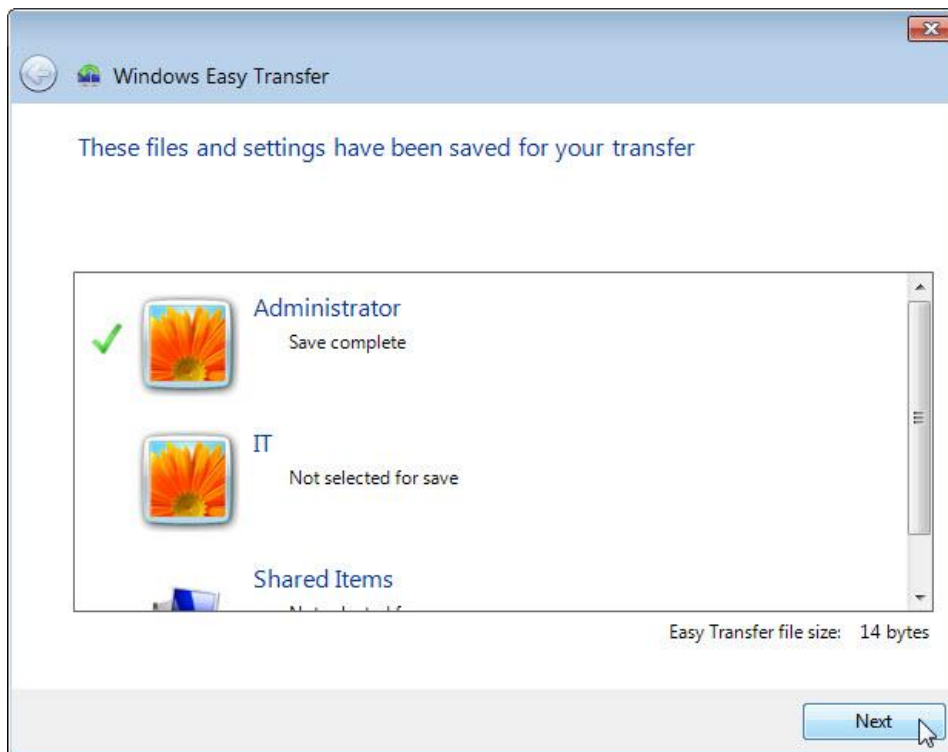 Windows Easy Transfer
These files and settings have been saved for your transfer
Administrator
Save complete
IT
Not selected for save
Shared Items
Easy Transfer file size: 14 bytes
Next